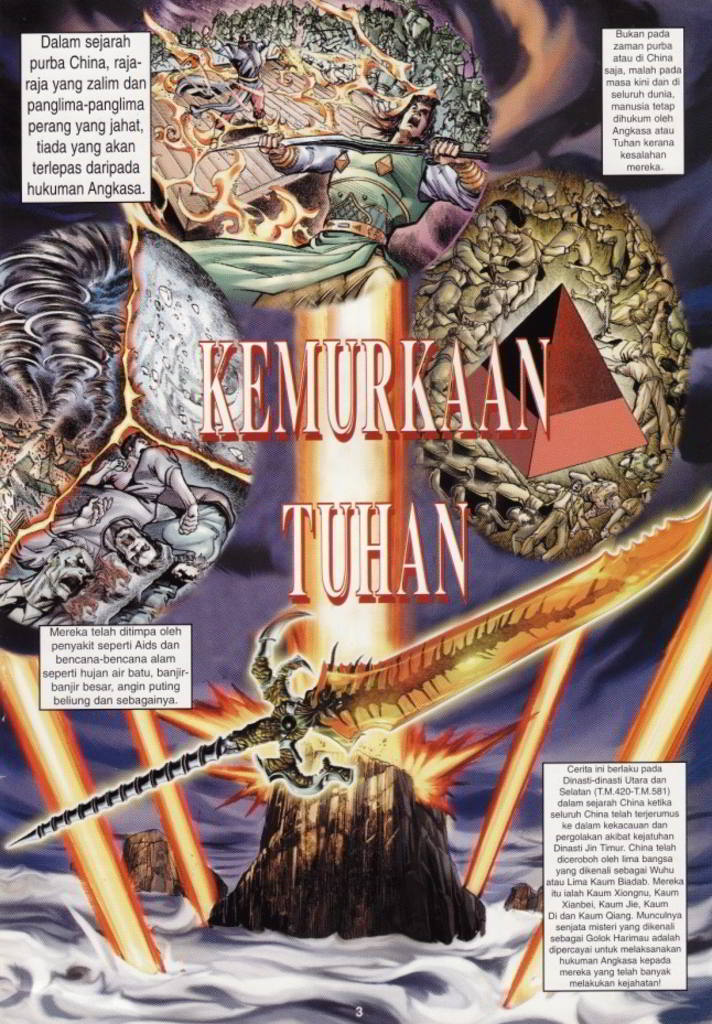 Dalam sejarah
purba China, raja-
raja yang zalim dan
panglima-panglima
perang yang jahat,
tiada yang akan
terlepas daripada
hukuman Angkasa.
Bukan pada
zaman purba
atau di China
saja, malah pada
masa kini dan di
seluruh dunia,
manusia tetap
dihukum oleh
Angkasa atau
Tuhan kerana
kesalahan
mereka.
KEMURKAAN
TUHAN
Mereka telah ditimpa oleh
penyakit seperti Aids dan
bencana-bencana alam
seperti hujan air batu, banjir-
banjir besar, angin puting
beliung dan sebagainya.
Cerita ini berlaku pada
Dinasti-dinasti Utara dan
Selatan (T.M.420-T.M.581)
dalam sejarah China ketika
seluruh China telah terjerumus
ke dalam kekacauan dan
pergolakan akibat kejatuhan
Dinasti Jin Timur. China telah
diceroboh oleh lima bangsa
yang dikenali sebagai Wuhu
atau Lima Kaum Biadab. Mereka
itu ialah Kaum Xiongnu, Kaum
Xianbei, Kaum Jie, Kaum
Di dan Kaum Qiang. Munculnya
senjata misteri yang dikenali
sebagai Golok Harimau adalah
dipercayai untuk melaksanakan
hukuman Angkasa kepada
mereka yang telah banyak
melakukan kejahatan!
3